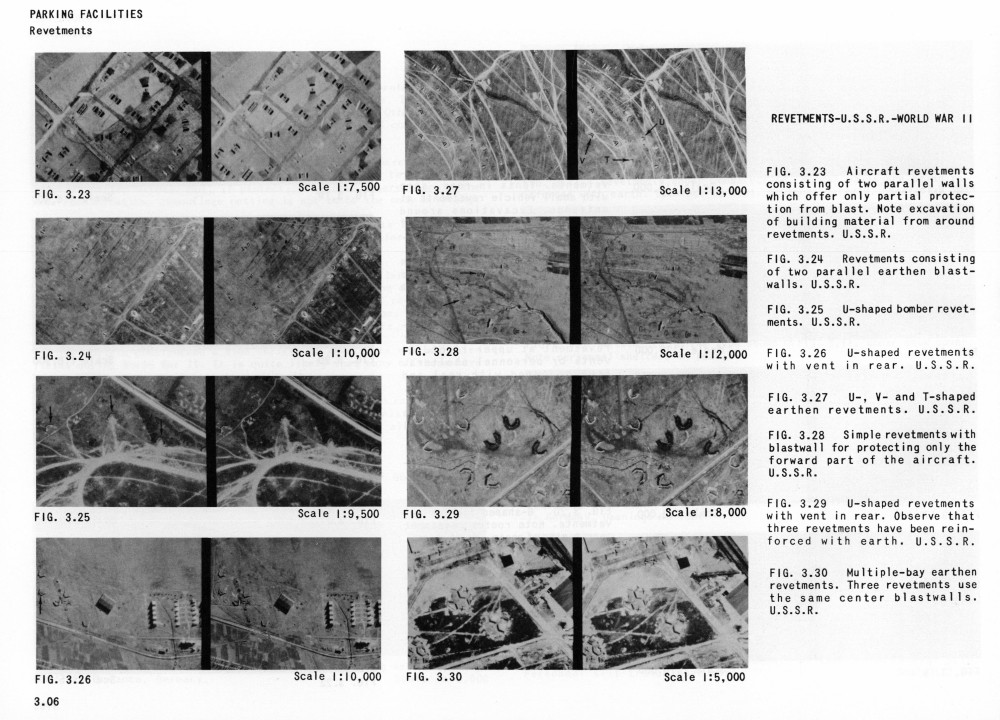 PARKING FACILITIES
Revetments
FIG. 3.23
Scale 1:7,500
FIG. 3.27
Scale 1:13,000
U
V
T
FIG. 3.24
Scale 1:10,000
FIG. 3.28
Scale 1:12,000
FIG. 3.25
Scale 1:9,500
FIG. 3.29
Scale 1:8,000
FIG. 3.26
Scale 1:10,000
FIG. 3.30
Scale 1:5,000
REVETMENTS-U.S.S.R.-WORLD WAR II
FIG. 3.23 Aircraft revetments
consisting of two parallel walls
which offer only partial protec-
tion from blast. Note excavation
of building material from around
revetments. U.S.S.R.
FIG. 3.24 Revetments consisting
of two parallel earthen blast-
walls. U.S.S.R.
FIG. 3.25 U-shaped bomber revet-
ments. U.S.S.R.
FIG. 3.26 U-shaped revetments
with vent in rear. U.S.S.R.
FIG. 3.27 U-, V- and T-shaped
earthen revetments. U.S.S.R.
FIG. 3.28 Simple revetments with
blastwall for protecting only the
forward part of the aircraft.
U.S.S.R.
FIG. 3.29 U-shaped revetments
with vent in rear. Observe that
three revetments have been rein-
forced with earth. U.S.S.R.
FIG. 3.30 Multiple-bay earthen
revetments. Three revetments use
the same center blastwalls.
U.S.S.R.
3.06